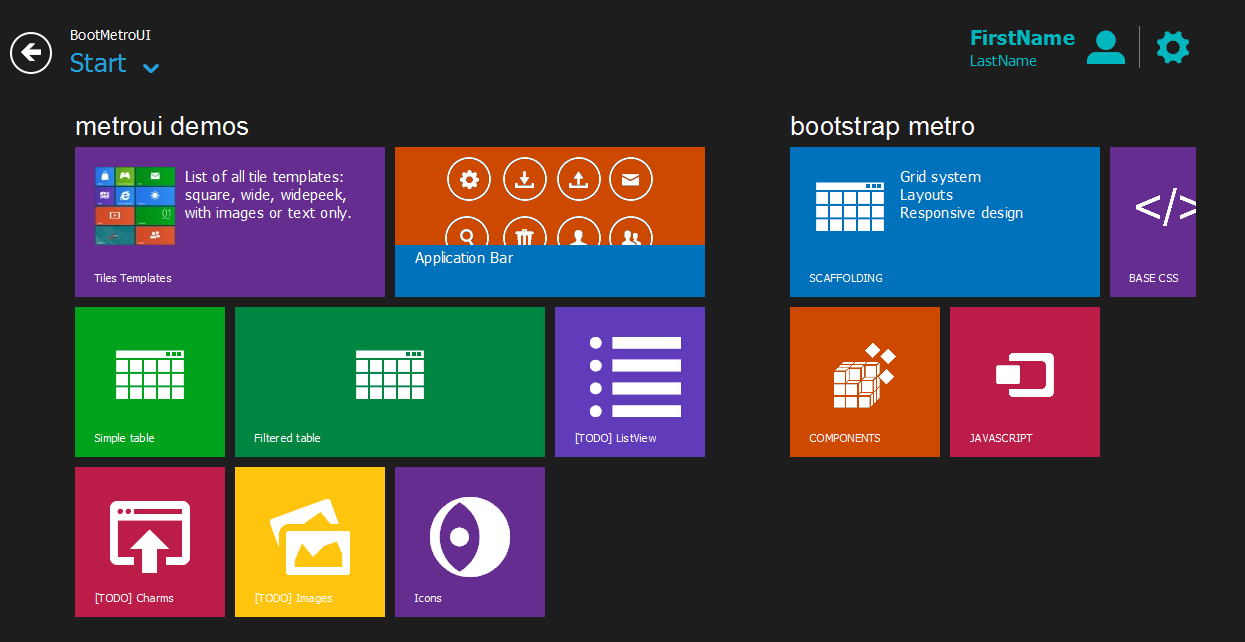 BootMetroUI
Start
FirstName
LastName
metroui demos
List of all tile templates:
square, wide, widepeek,
with images or text only.
Tiles Templates
Application Bar
Simple table
Filtered table
[TODO] ListView
[TODO] Charms
[TODO] Images
Icons
bootstrap metro
Grid system
Layouts
Responsive design
SCAFFOLDING
</>
BASE CSS
COMPONENTS
JAVASCRIPT